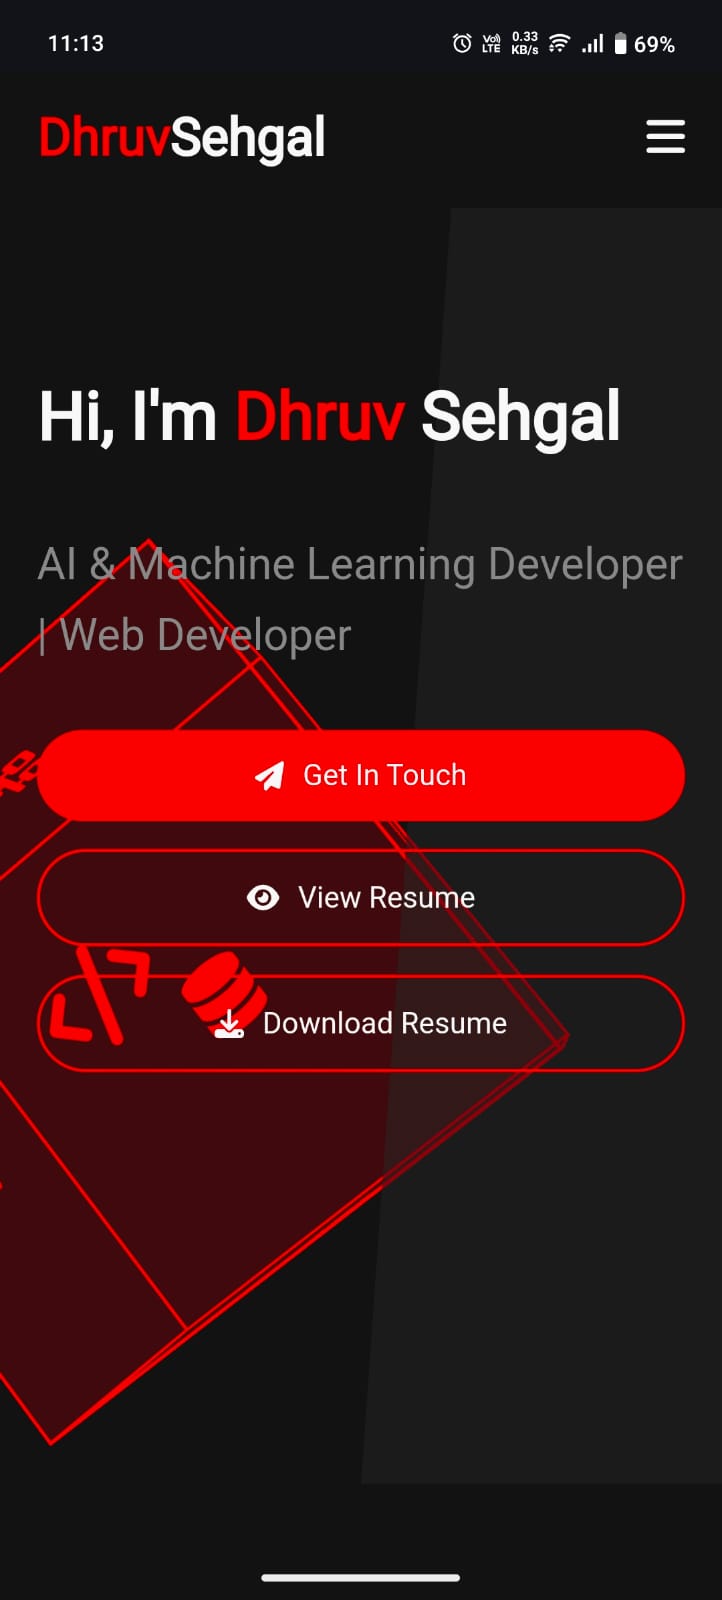 11:13
Vo)) LTE
0.33 KB/s
69%
DhruvSehgal
Hi, I'm Dhruv Sehgal
AI & Machine Learning Developer
| Web Developer
Get In Touch
View Resume
Download Resume